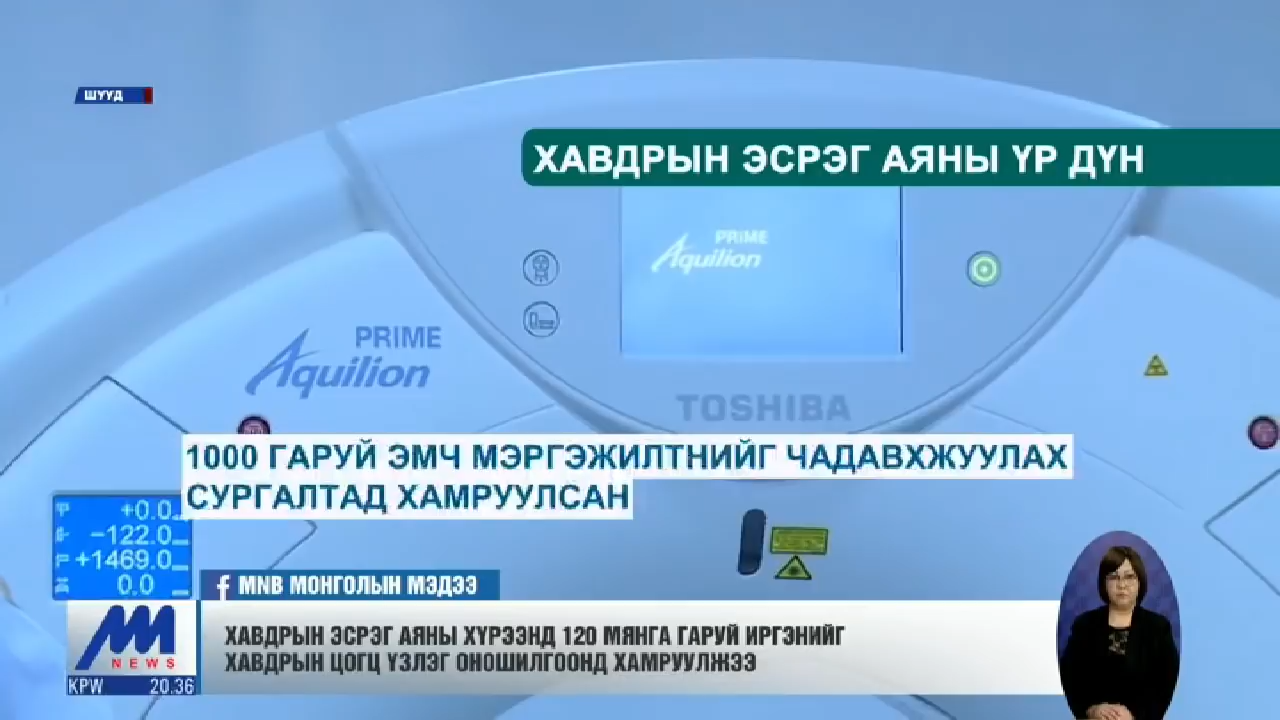 ШУУД
ХАВДРЫН ЭСРЭГ АЯНЫ ҮР ДҮН
PRIME
Aquilion
PRIME
Aquilion
TOSHIBA
1000 ГАРУЙ ЭМЧ МЭРГЭЖИЛТНИЙГ ЧАДАВХЖУУЛАХ
СУРГАЛТАД ХАМРУУЛСАН
+0.0
-122.0
+1469.0
0.0
f MNB МОНГОЛЫН МЭДЭЭ
ХАВДРЫН ЭСРЭГ АЯНЫ ХҮРЭЭНД 120 МЯНГА ГАРУЙ ИРГЭНИЙГ
ХАВДРЫН ЦОГЦ ҮЗЛЭГ ОНОШИЛГООНД ХАМРУУЛЖЭЭ
NEWS
KPW 20.36